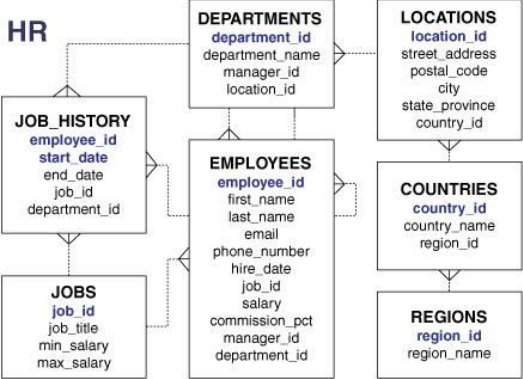 HR
DEPARTMENTS
department_id
department_name
manager_id
location_id
LOCATIONS
location_id
street_address
postal_code
city
state_province
country_id
JOB_HISTORY
employee_id
start_date
end_date
job_id
department_id
EMPLOYEES
employee_id
first_name
last_name
email
phone_number
hire_date
job_id
salary
commission_pct
manager_id
department_id
COUNTRIES
country_id
country_name
region_id
JOBS
job_id
job_title
min_salary
max_salary
REGIONS
region_id
region_name